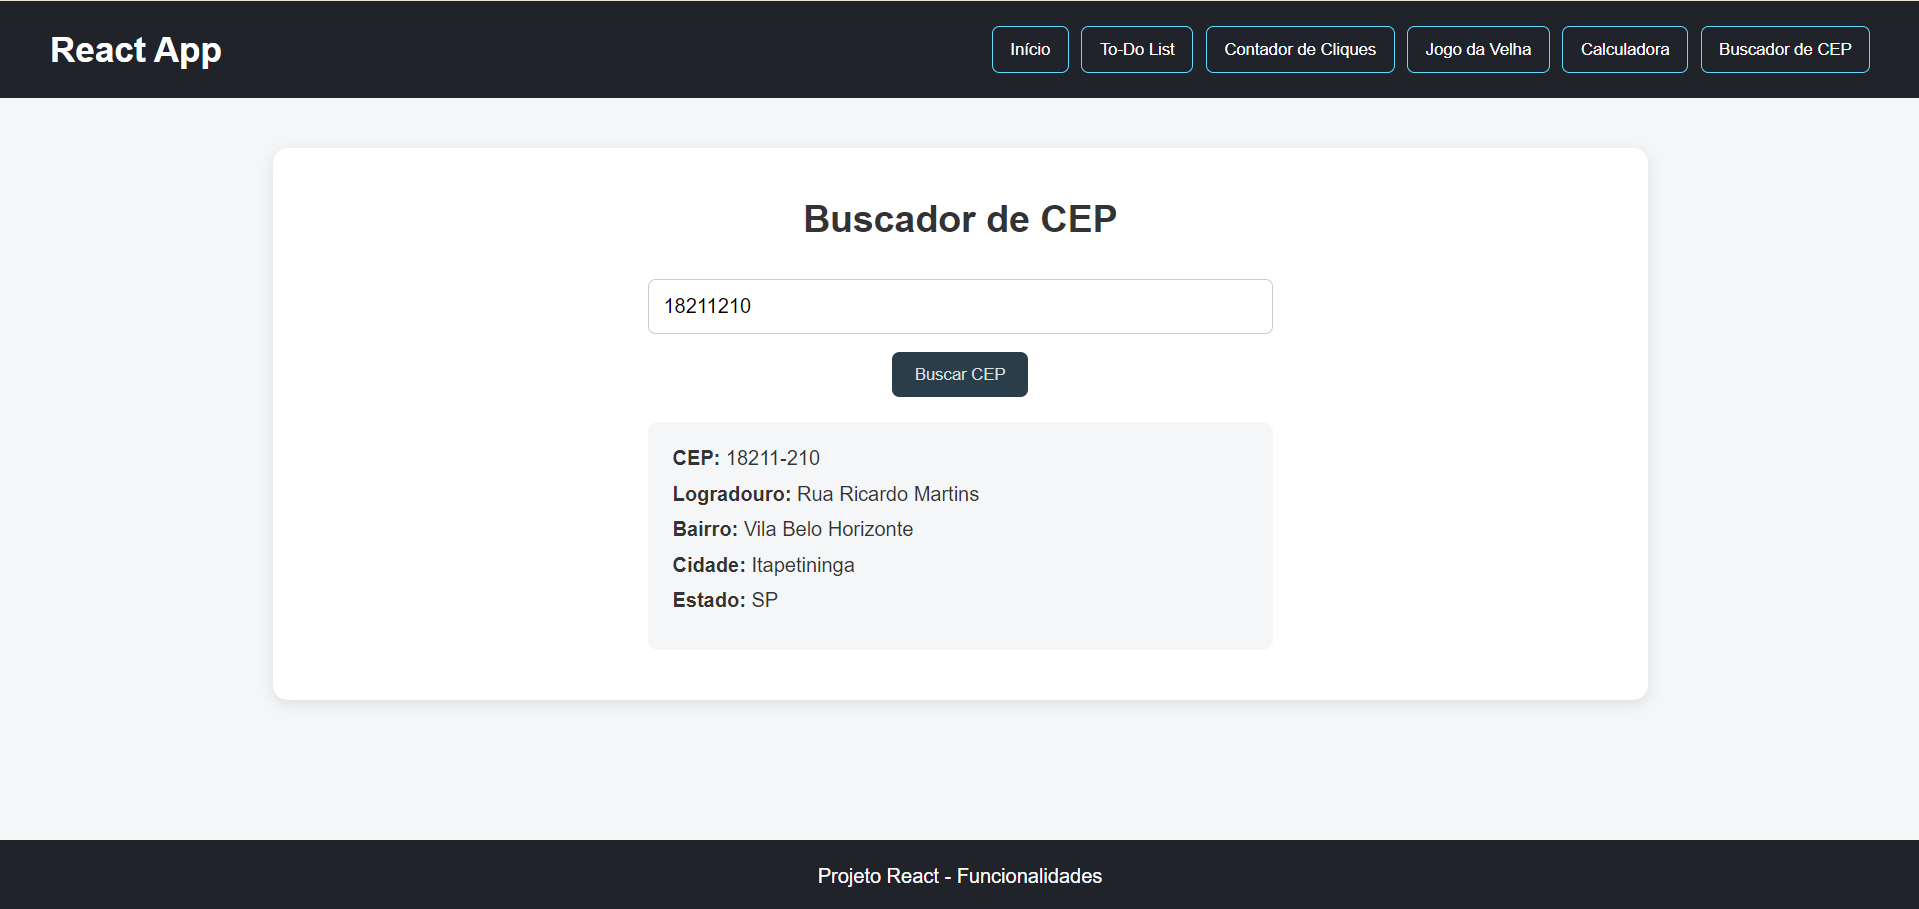 React App
Início
To-Do List
Contador de Cliques
Jogo da Velha
Calculadora
Buscador de CEP
Buscador de CEP
18211210
Buscar CEP
CEP: 18211-210
Logradouro: Rua Ricardo Martins
Bairro: Vila Belo Horizonte
Cidade: Itapetininga
Estado: SP
Projeto React - Funcionalidades